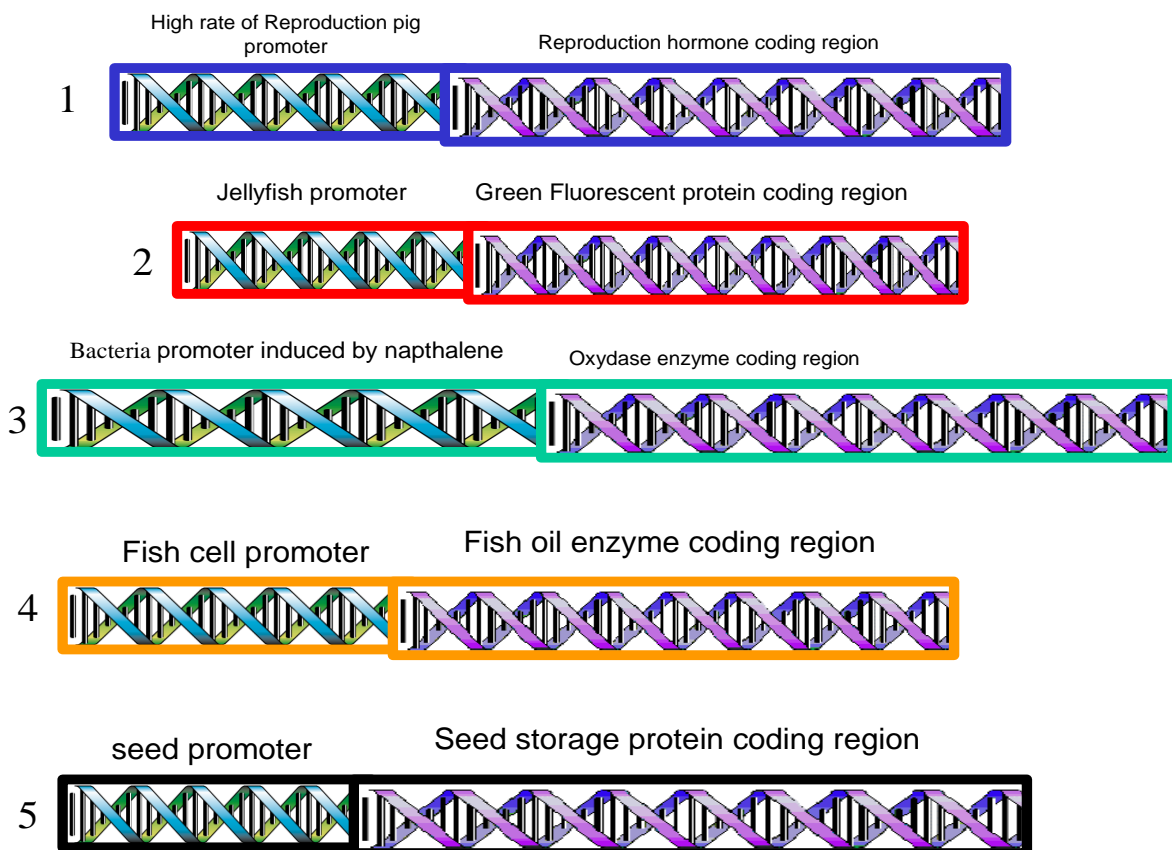 High rate of Reproduction pig
promoter
Reproduction hormone coding region
1
Jellyfish promoter
Green Fluorescent protein coding region
2
Bacteria promoter induced by napthalene
Oxydase enzyme coding region
3
Fish cell promoter
Fish oil enzyme coding region
4
seed promoter
Seed storage protein coding region
5